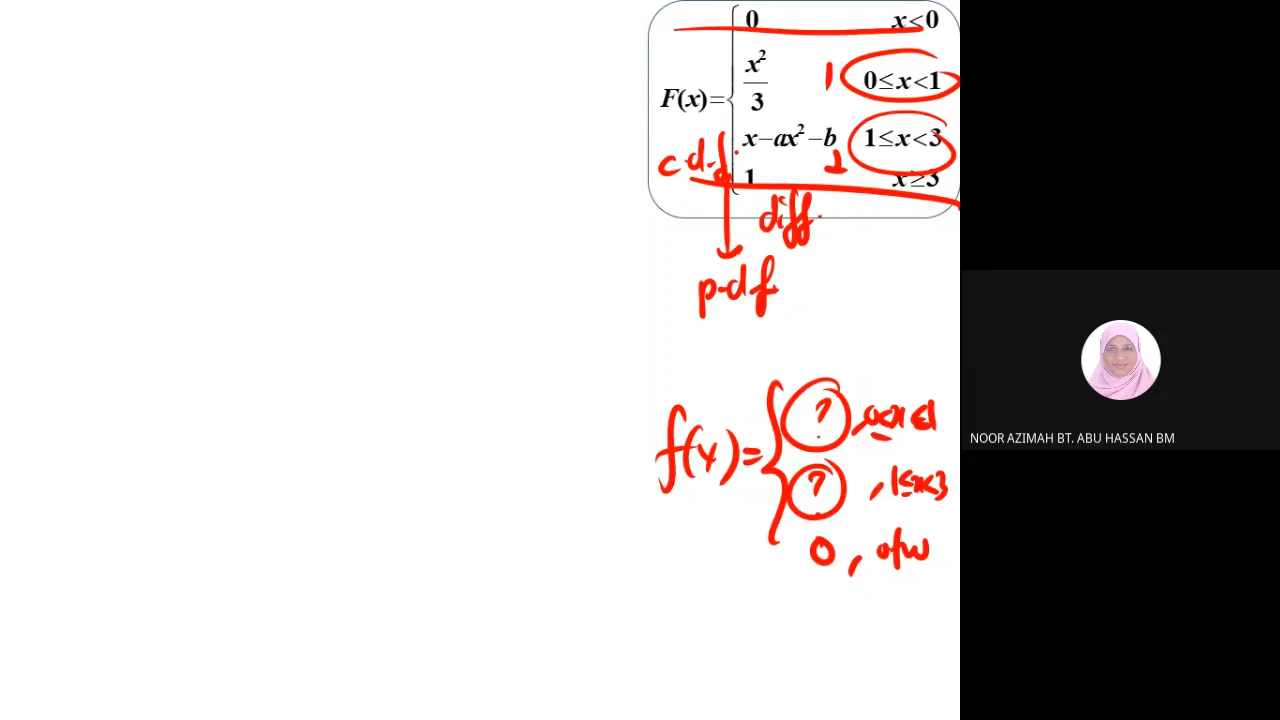 0 x<0
F(x)= x²/3 1 0≤x<1
x−ax²−b 2 1≤x<3
1 x≥3
c.d.f
diff
p.d.f
f(x)= ? , 0≤x<1
? , 1≤x<3
0 , o/w
NOOR AZIMAH BT. ABU HASSAN BM